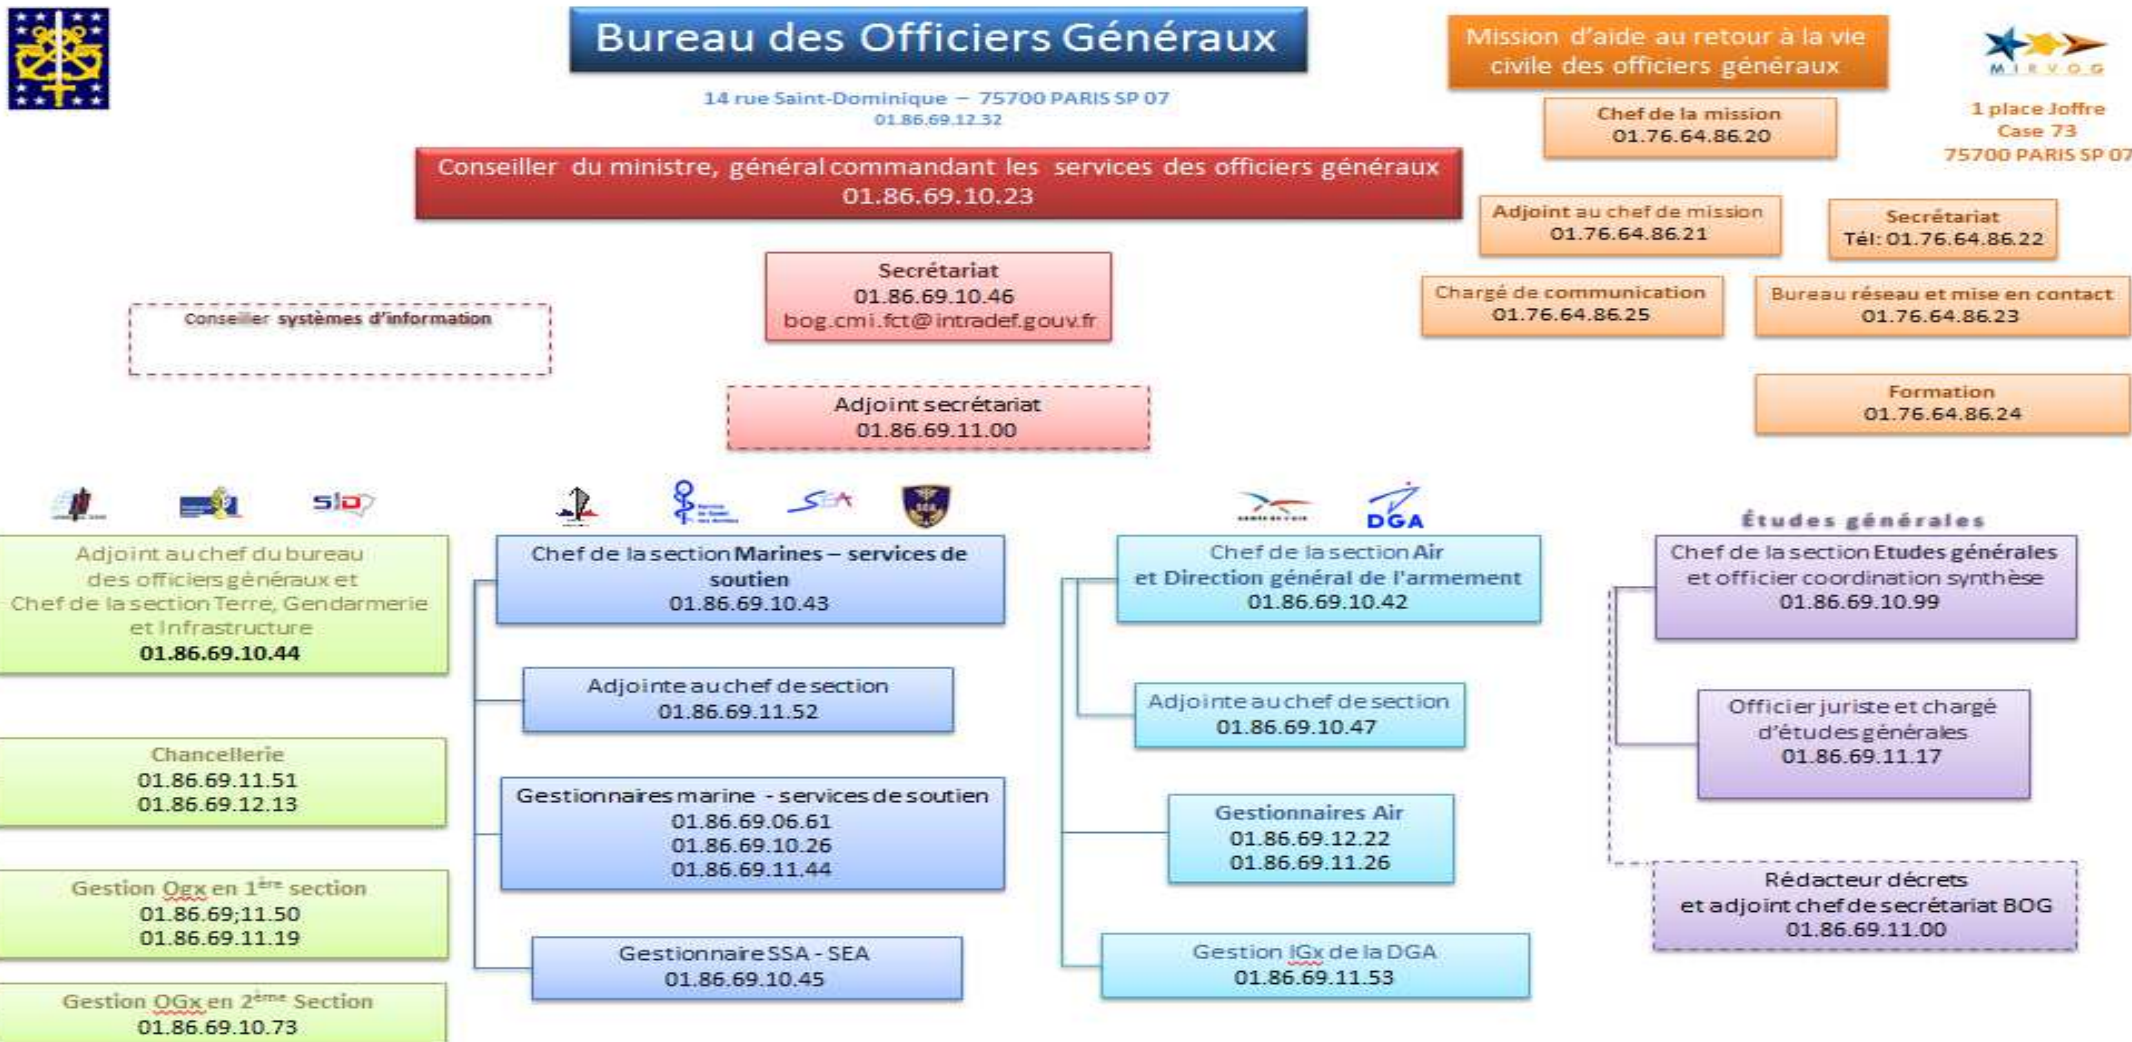 Bureau des Officiers Généraux
14 rue Saint-Dominique – 75700 PARIS SP 07
01.86.69.12.32
Mission d'aide au retour à la vie
civile des officiers généraux
MIRVOG
1 place Joffre
Case 73
75700 PARIS SP 07
Chef de la mission
01.76.64.86.20
Conseiller du ministre, général commandant les services des officiers généraux
01.86.69.10.23
Adjoint au chef de mission
01.76.64.86.21
Secrétariat
Tél: 01.76.64.86.22
Secrétariat
01.86.69.10.46
bog.cmi.fct@intradef.gouv.fr
Chargé de communication
01.76.64.86.25
Bureau réseau et mise en contact
01.76.64.86.23
Conseiller systèmes d'information
Adjoint secrétariat
01.86.69.11.00
Formation
01.76.64.86.24
SID
SEA
DGA
Études générales
Adjoint au chef du bureau
des officiers généraux et
Chef de la section Terre, Gendarmerie
et Infrastructure
01.86.69.10.44
Chancellerie
01.86.69.11.51
01.86.69.12.13
Gestion Ogx en 1ère section
01.86.69;11.50
01.86.69.11.19
Gestion OGx en 2ème Section
01.86.69.10.73
Chef de la section Marines – services de
soutien
01.86.69.10.43
Adjointe au chef de section
01.86.69.11.52
Gestionnaires marine - services de soutien
01.86.69.06.61
01.86.69.10.26
01.86.69.11.44
Gestionnaire SSA - SEA
01.86.69.10.45
Chef de la section Air
et Direction général de l'armement
01.86.69.10.42
Adjointe au chef de section
01.86.69.10.47
Gestionnaires Air
01.86.69.12.22
01.86.69.11.26
Gestion IGx de la DGA
01.86.69.11.53
Chef de la section Etudes générales
et officier coordination synthèse
01.86.69.10.99
Officier juriste et chargé
d'études générales
01.86.69.11.17
Rédacteur décrets
et adjoint chef de secrétariat BOG
01.86.69.11.00